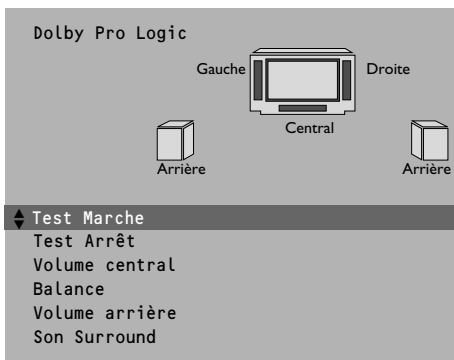 Dolby Pro Logic
Gauche
Droite
Central
Arrière
Arrière
Test Marche
Test Arrêt
Volume central
Balance
Volume arrière
Son Surround